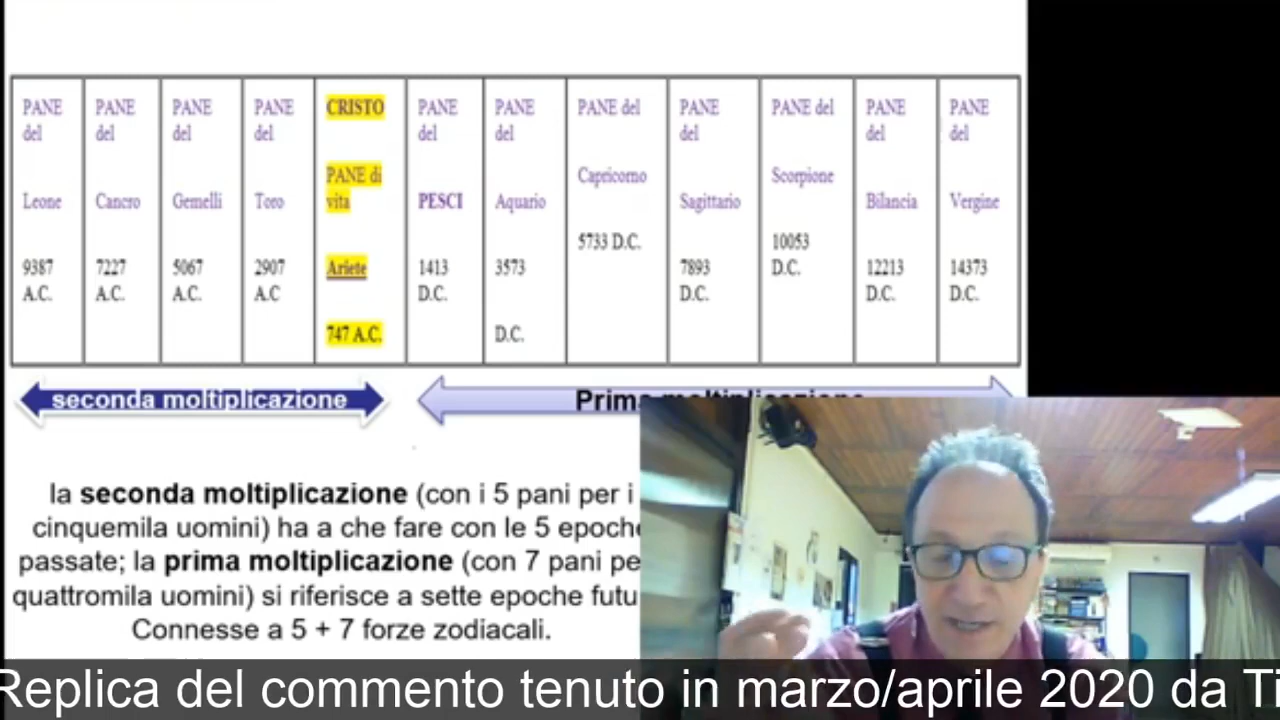 PANE del Leone 9387 A.C.
PANE del Cancro 7227 A.C.
PANE del Gemelli 5067 A.C.
PANE del Toro 2907 A.C
CRISTO PANE di vita Ariete 747 A.C.
PANE del PESCI 1413 D.C.
PANE del Aquario 3573 D.C.
PANE del Capricorno 5733 D.C.
PANE del Sagittario 7893 D.C.
PANE del Scorpione 10053 D.C.
PANE del Bilancia 12213 D.C.
PANE del Vergine 14373 D.C.
seconda moltiplicazione
Prima moltiplicazione
la seconda moltiplicazione (con i 5 pani per i
cinquemila uomini) ha a che fare con le 5 epoche
passate; la prima moltiplicazione (con 7 pani pe
quattromila uomini) si riferisce a sette epoche futu
Connesse a 5 + 7 forze zodiacali.
Replica del commento tenuto in marzo/aprile 2020 da Ti